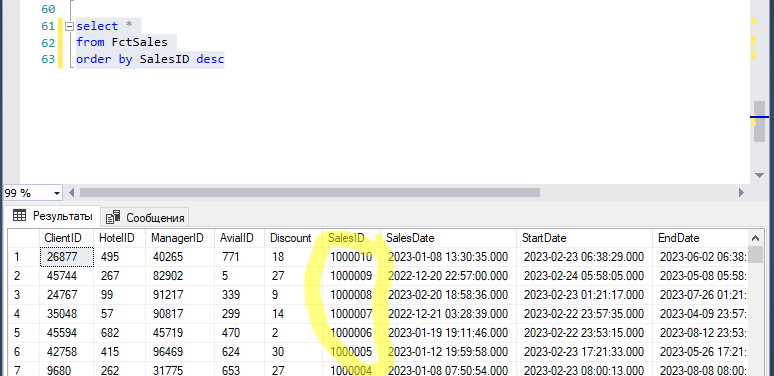 60
61 select *
62 from FctSales
63 order by SalesID desc
99 %
Результаты Сообщения
ClientID HotelID ManagerID AvialID Discount SalesID SalesDate StartDate EndDate
1 26877 495 40265 771 18 1000010 2023-01-08 13:30:35.000 2023-02-23 06:38:29.000 2023-06-02 06:38:
2 45744 267 82902 5 27 1000009 2022-12-20 22:57:00.000 2023-02-24 05:58:05.000 2023-05-08 05:58:
3 24767 99 91217 339 9 1000008 2023-02-20 18:58:36.000 2023-02-23 01:21:17.000 2023-07-26 01:21:
4 35048 57 90817 299 14 1000007 2022-12-21 03:28:39.000 2022-02-22 23:57:35.000 2022-04-09 23:57:
5 45594 682 45719 470 2 1000006 2023-01-19 19:11:46.000 2023-02-22 23:53:15.000 2023-08-12 23:53:
6 42758 415 96469 624 30 1000005 2023-01-12 19:59:58.000 2023-02-23 17:21:33.000 2023-05-26 17:21:
7 9680 262 31775 653 27 1000004 2023-01-08 07:50:54.000 2023-02-23 08:00:13.000 2023-08-08 08:00: